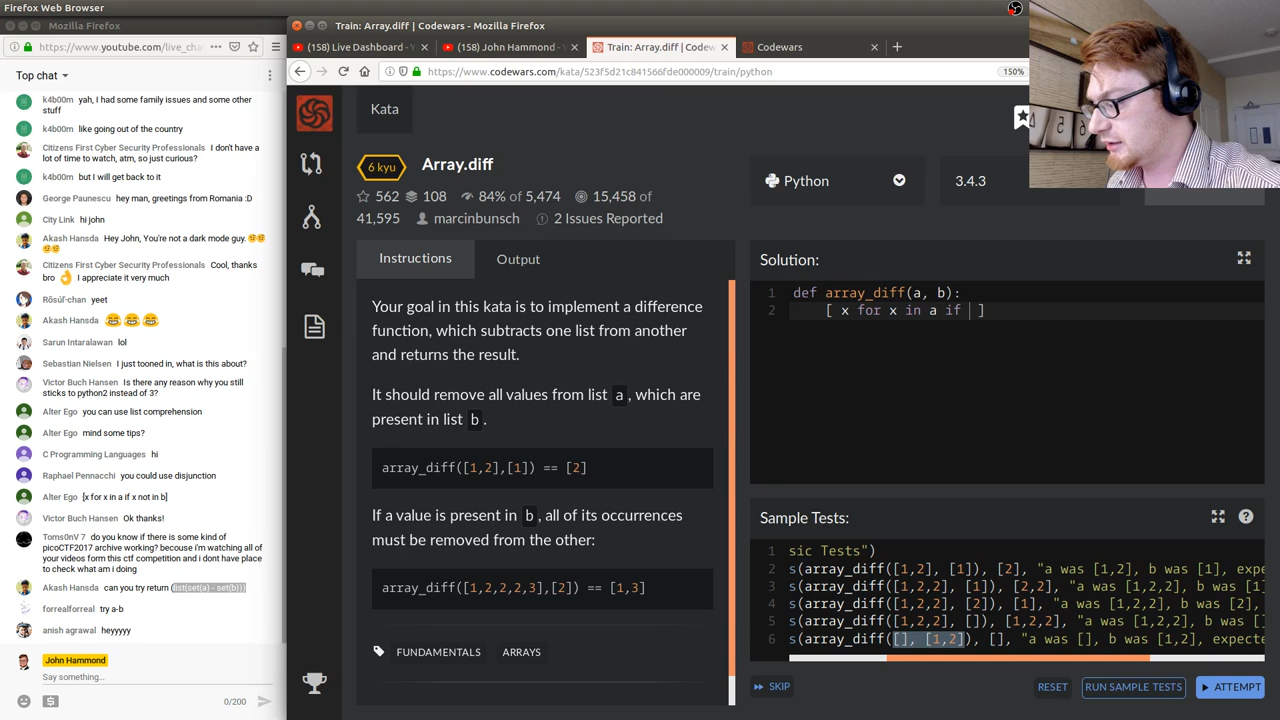 Firefox Web Browser
Mozilla Firefox
Train: Array.diff | Codewars - Mozilla Firefox
(158) Live Dashboard - Y
(158) John Hammond - Y
Train: Array.diff | Codew
Codewars
https://www.youtube.com/live_cha
https://www.codewars.com/kata/523f5d21c841566fde000009/train/python
150%
Top chat
k4b00m yah, I had some family issues and some other
stuff
k4b00m like going out of the country
Citizens First Cyber Security Professionals I don't have a
lot of time to watch, atm, so just curious?
k4b00m but I will get back to it
George Paunescu hey man, greetings from Romania :D
City Link hi john
Akash Hansda Hey John, You're not a dark mode guy.
Citizens First Cyber Security Professionals Cool, thanks
bro I appreciate it very much
Rōsúľ-chan yeet
Akash Hansda
Sarun Intaralawan lol
Sebastian Nielsen I just tooned in, what is this about?
Victor Buch Hansen Is there any reason why you still
sticks to python2 instead of 3?
Alter Ego you can use list comprehension
Alter Ego mind some tips?
C Programming Languages hi
Raphael Pennacchi you could use disjunction
Alter Ego [x for x in a if x not in b]
Victor Buch Hansen Ok thanks!
Toms0nV 7 do you know if there is some kind of
picoCTF2017 archive working? becouse i'm watching all of
your videos form this ctf competition and i dont have place
to check what am i doing
Akash Hansda can you try return (list(set(a) - set(b)))
forrealforreal try a-b
anish agrawal heyyyyy
John Hammond
Say something...
0/200
Kata
6 kyu
Array.diff
562
108
84% of 5,474
15,458 of
41,595
marcinbunsch
2 Issues Reported
Instructions
Output
Your goal in this kata is to implement a difference
function, which subtracts one list from another
and returns the result.
It should remove all values from list a, which are
present in list b.
array_diff([1,2],[1]) == [2]
If a value is present in b, all of its occurrences
must be removed from the other:
array_diff([1,2,2,2,3],[2]) == [1,3]
FUNDAMENTALS
ARRAYS
Python
3.4.3
Solution:
1 def array_diff(a, b):
2 [ x for x in a if ]
Sample Tests:
1 sic Tests")
2 s(array_diff([1,2], [1]), [2], "a was [1,2], b was [1], expe
3 s(array_diff([1,2,2], [1]), [2,2], "a was [1,2,2], b was [1]
4 s(array_diff([1,2,2], [2]), [1], "a was [1,2,2], b was [2],
5 s(array_diff([1,2,2], []), [1,2,2], "a was [1,2,2], b was []
6 s(array_diff([], [1,2]), [], "a was [], b was [1,2], expecte
SKIP
RESET
RUN SAMPLE TESTS
ATTEMPT